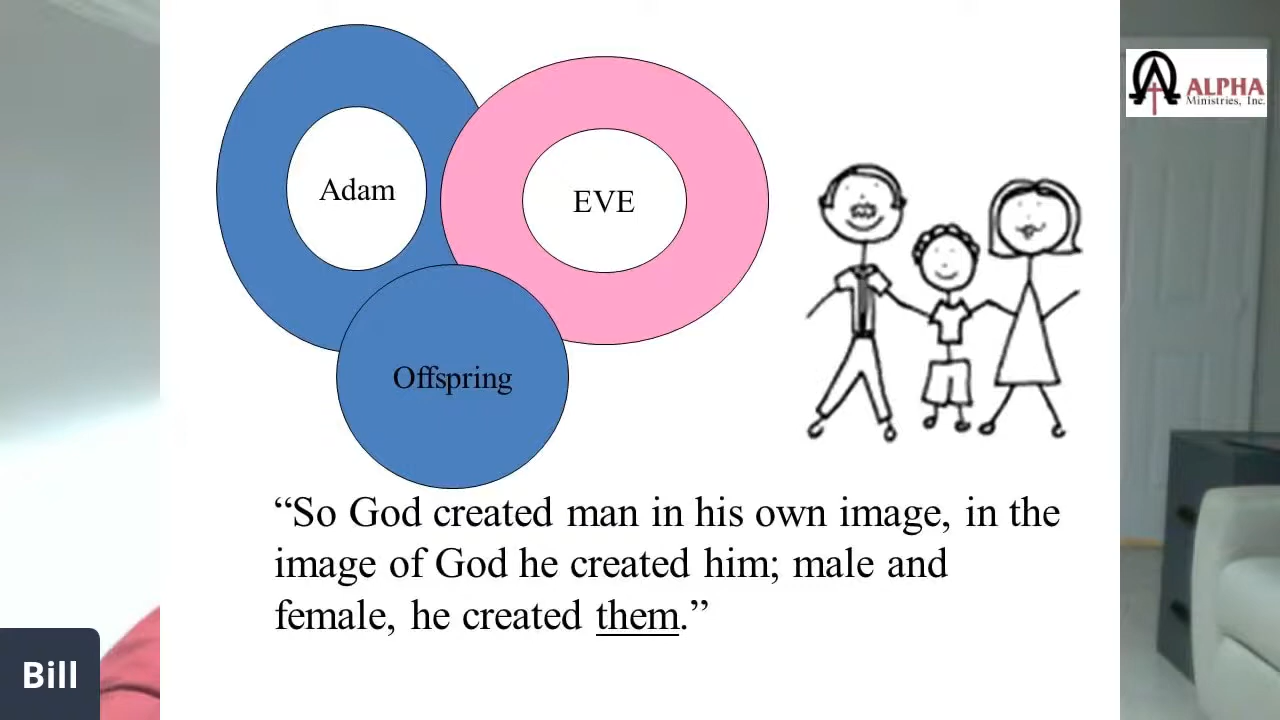 ALPHA
Ministries, Inc.
Adam
EVE
Offspring
“So God created man in his own image, in the
image of God he created him; male and
female, he created them.”
Bill